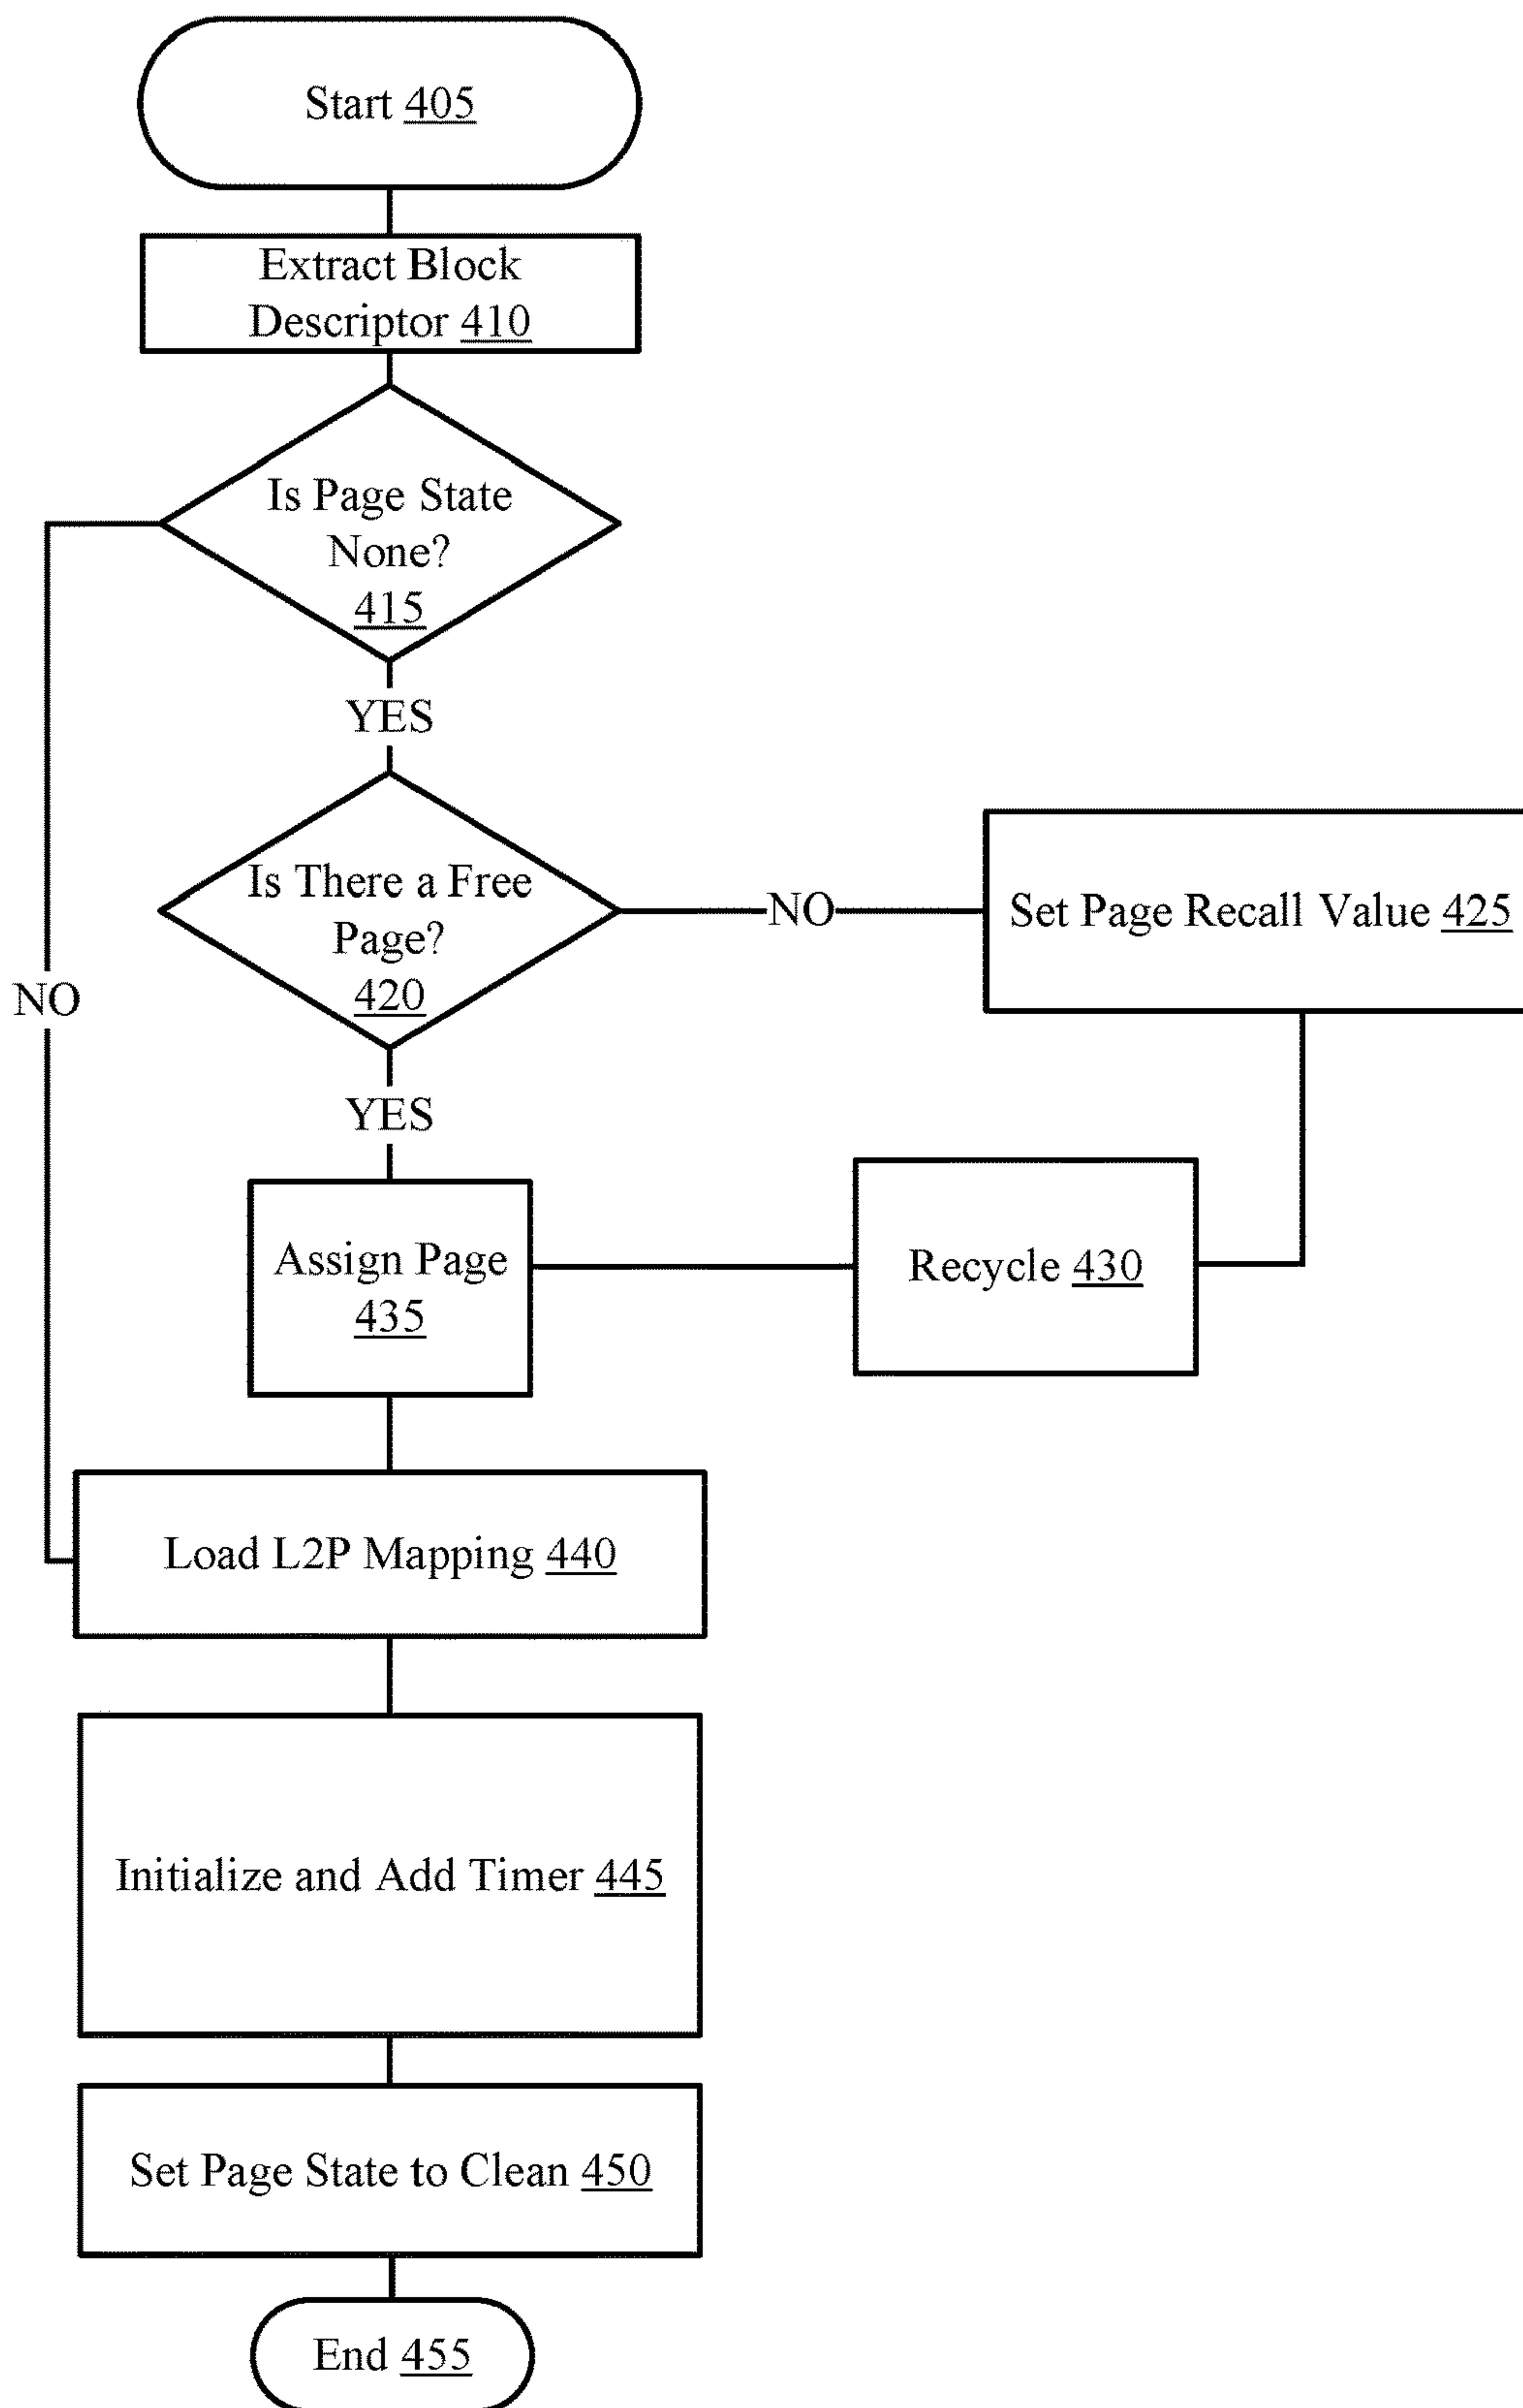 Start 405
Extract Block
Descriptor 410
Is Page State
None?
415
YES
Is There a Free
Page?
420
NO
Set Page Recall Value 425
NO
YES
Assign Page
435
Recycle 430
Load L2P Mapping 440
Initialize and Add Timer 445
Set Page State to Clean 450
End 455